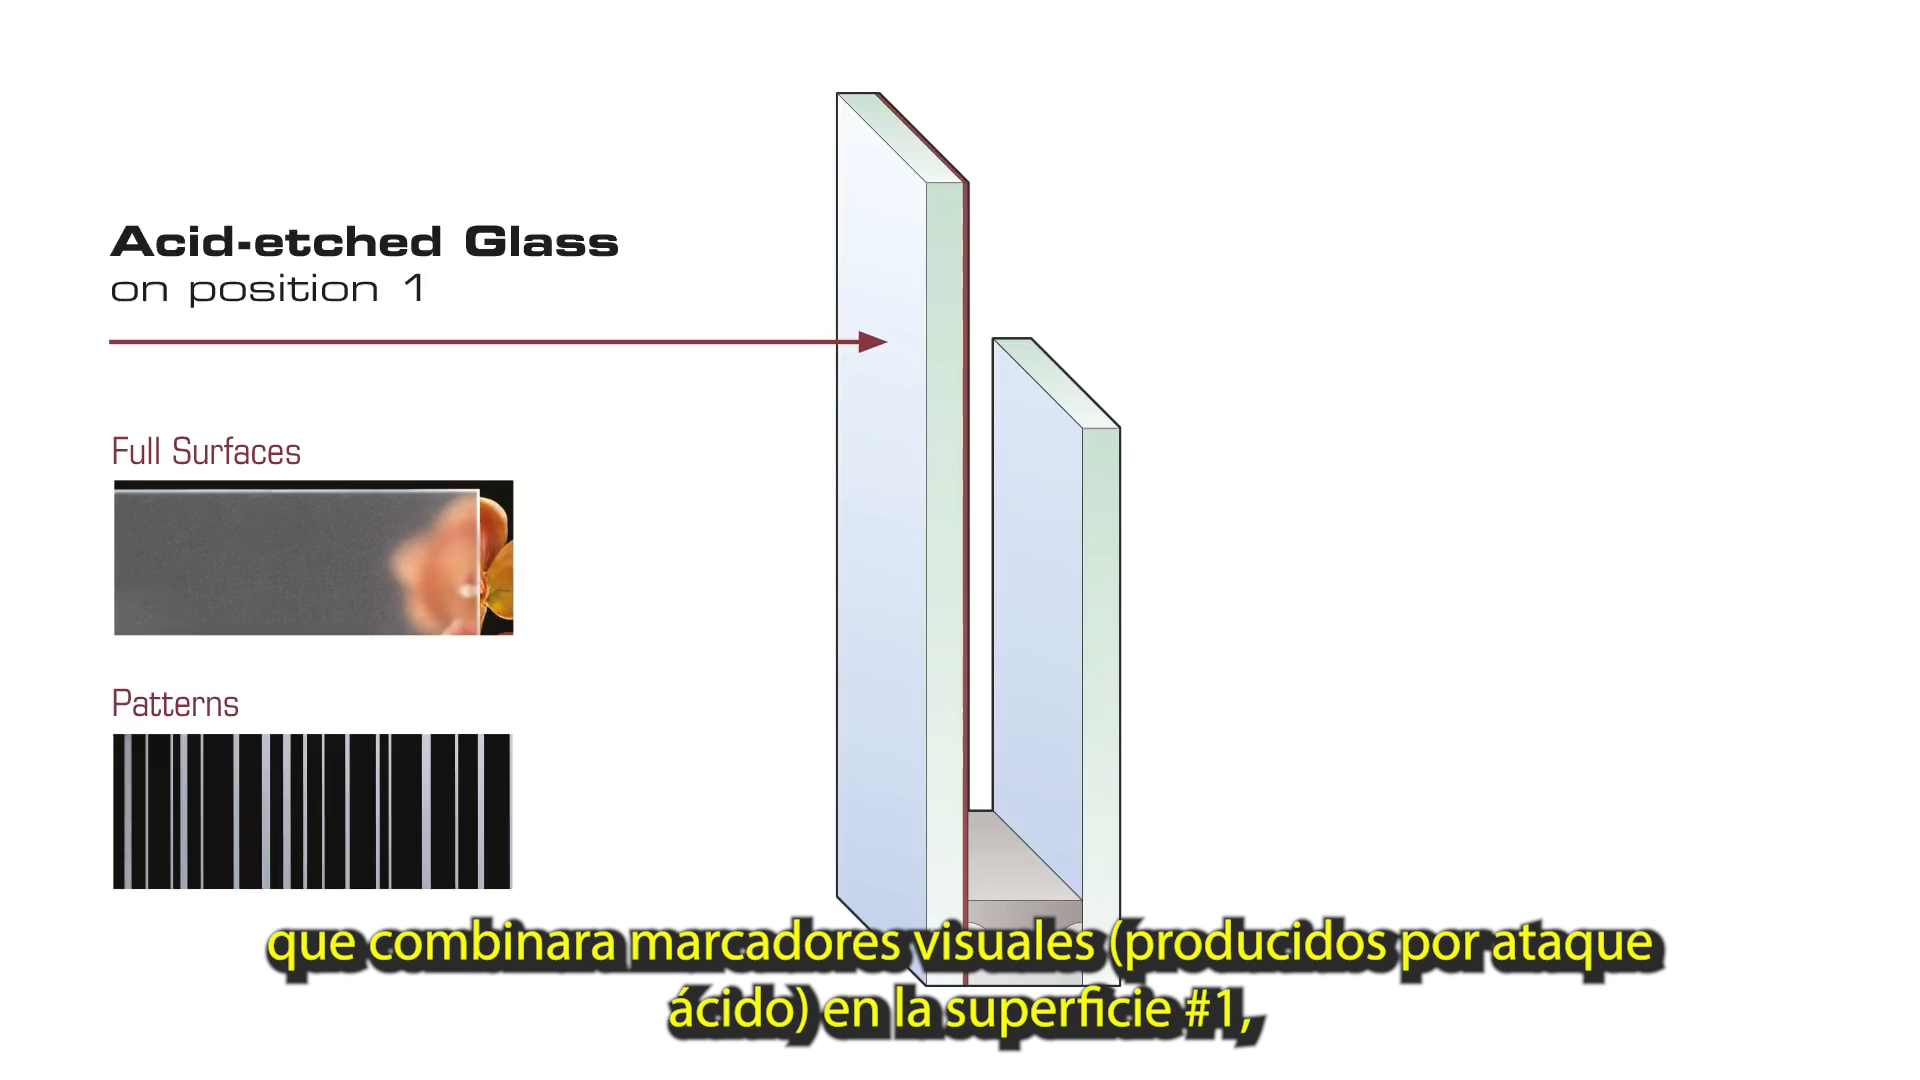 Acid-etched Glass
on position 1
Full Surfaces
Patterns
que combinara marcadores visuales (producidos por ataque
ácido) en la superficie #1,